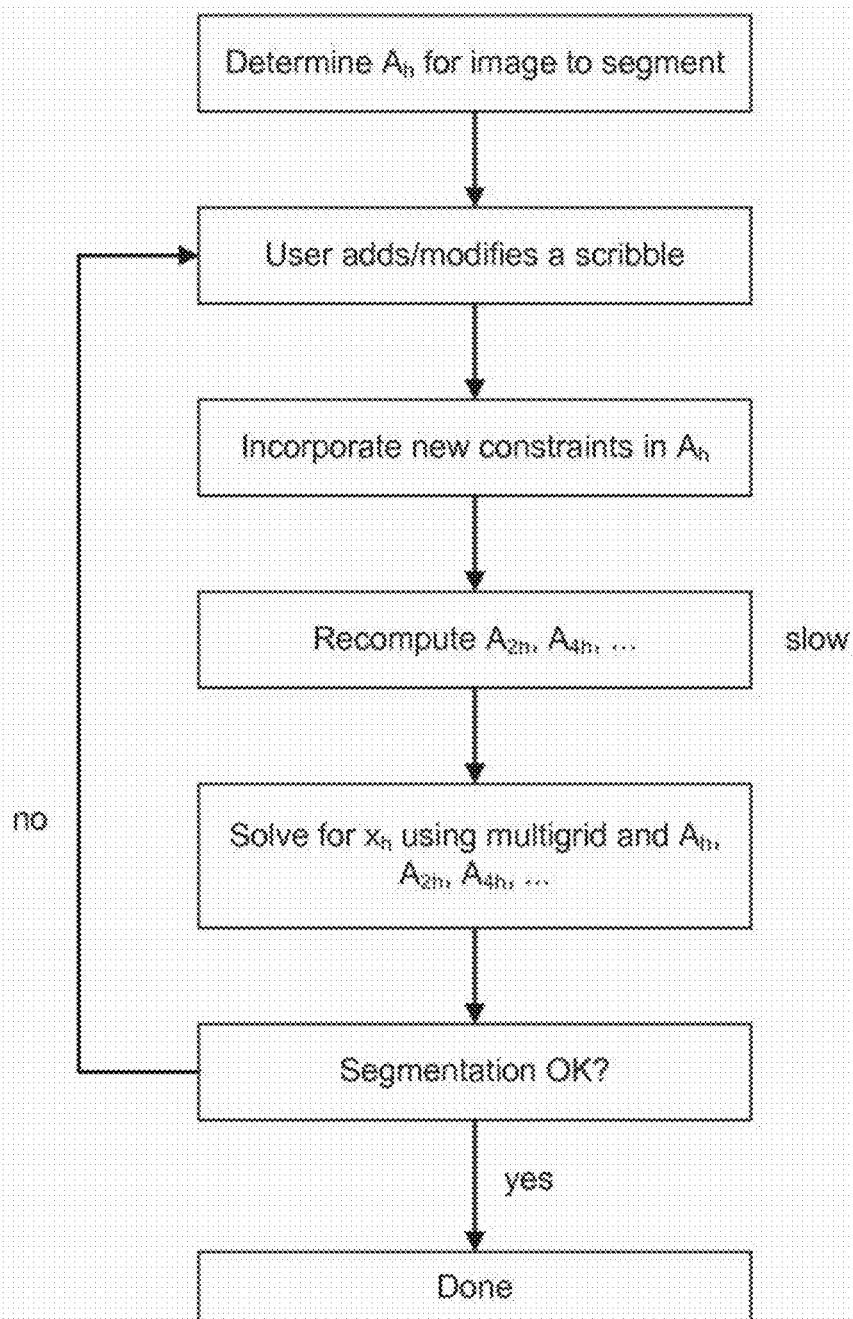 Determine Aₕ for image to segment
User adds/modifies a scribble
Incorporate new constraints in Aₕ
Recompute A₂ₕ, A₄ₕ, ...
slow
no
Solve for xₕ using multigrid and Aₕ,
A₂ₕ, A₄ₕ, ...
Segmentation OK?
yes
Done